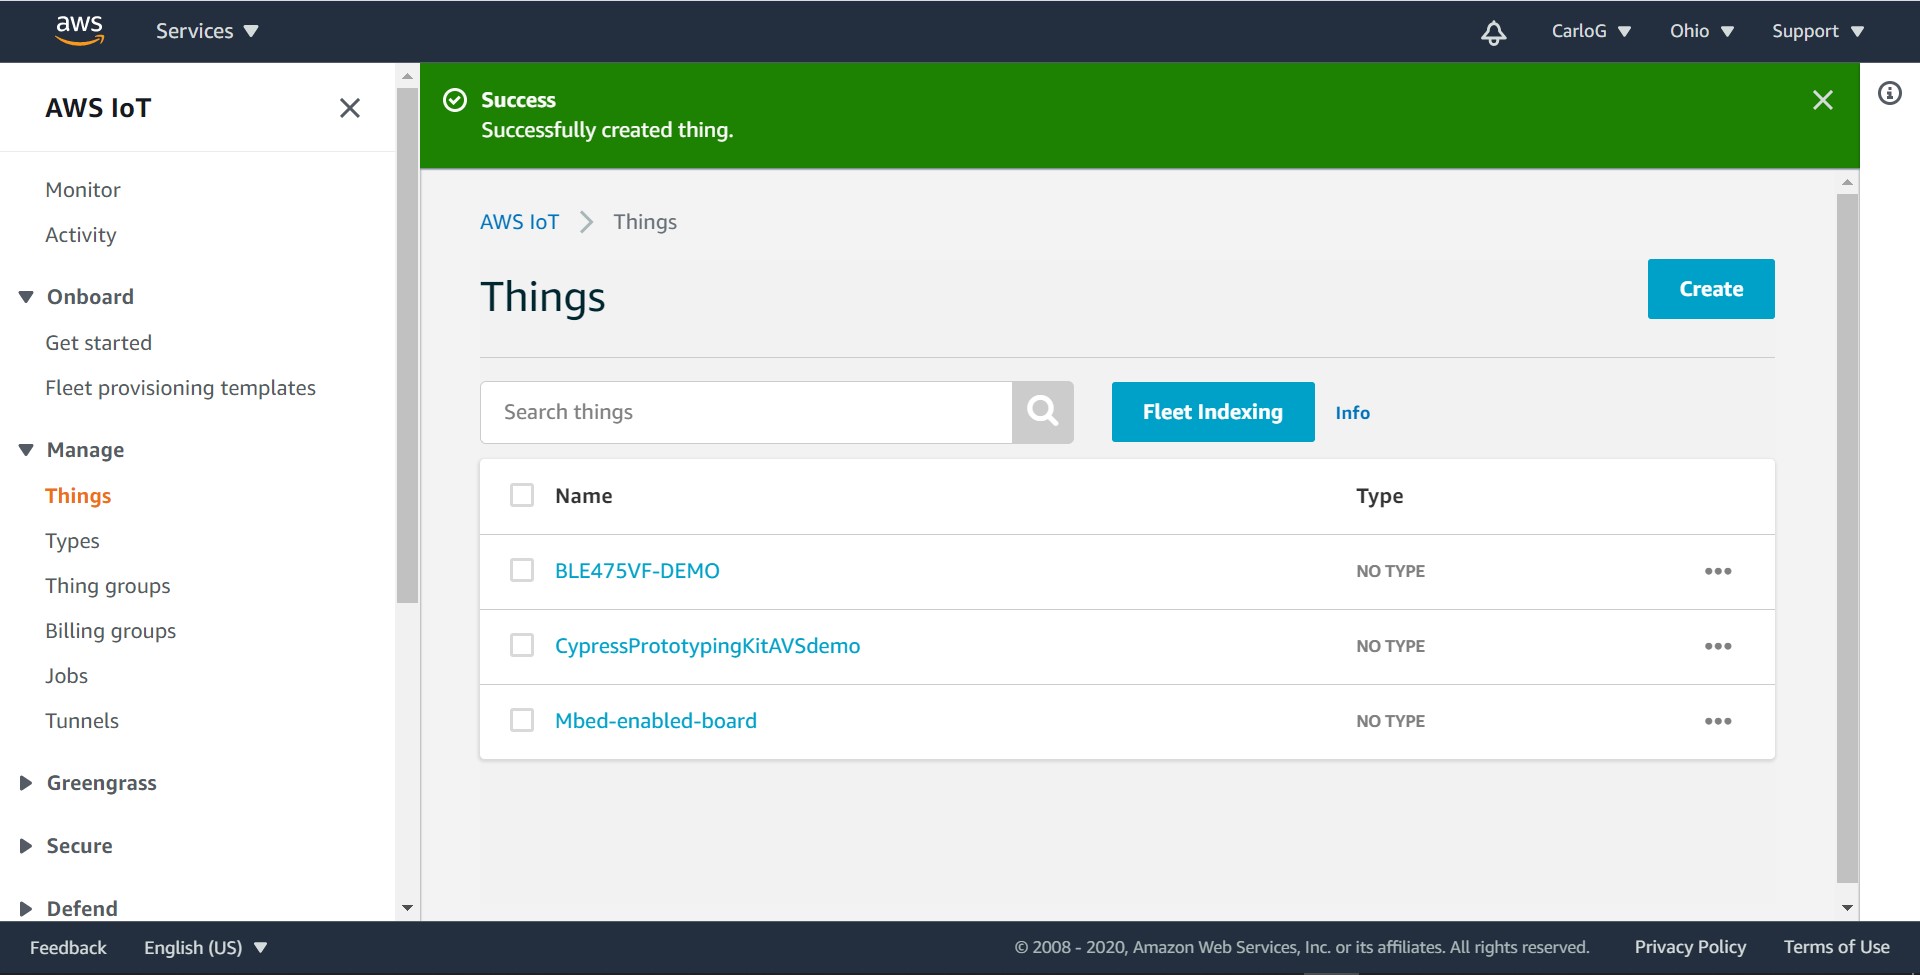 aws
Services
CarloG
Ohio
Support
AWS IoT
Monitor
Activity
Onboard
Get started
Fleet provisioning templates
Manage
Things
Types
Thing groups
Billing groups
Jobs
Tunnels
Greengrass
Secure
Defend
Success
Successfully created thing.
AWS IoT
Things
Things
Create
Search things
Fleet Indexing
Info
Name Type
BLE475VF-DEMO NO TYPE
CypressPrototypingKitAVSdemo NO TYPE
Mbed-enabled-board NO TYPE
Feedback
English (US)
© 2008 - 2020, Amazon Web Services, Inc. or its affiliates. All rights reserved.
Privacy Policy
Terms of Use